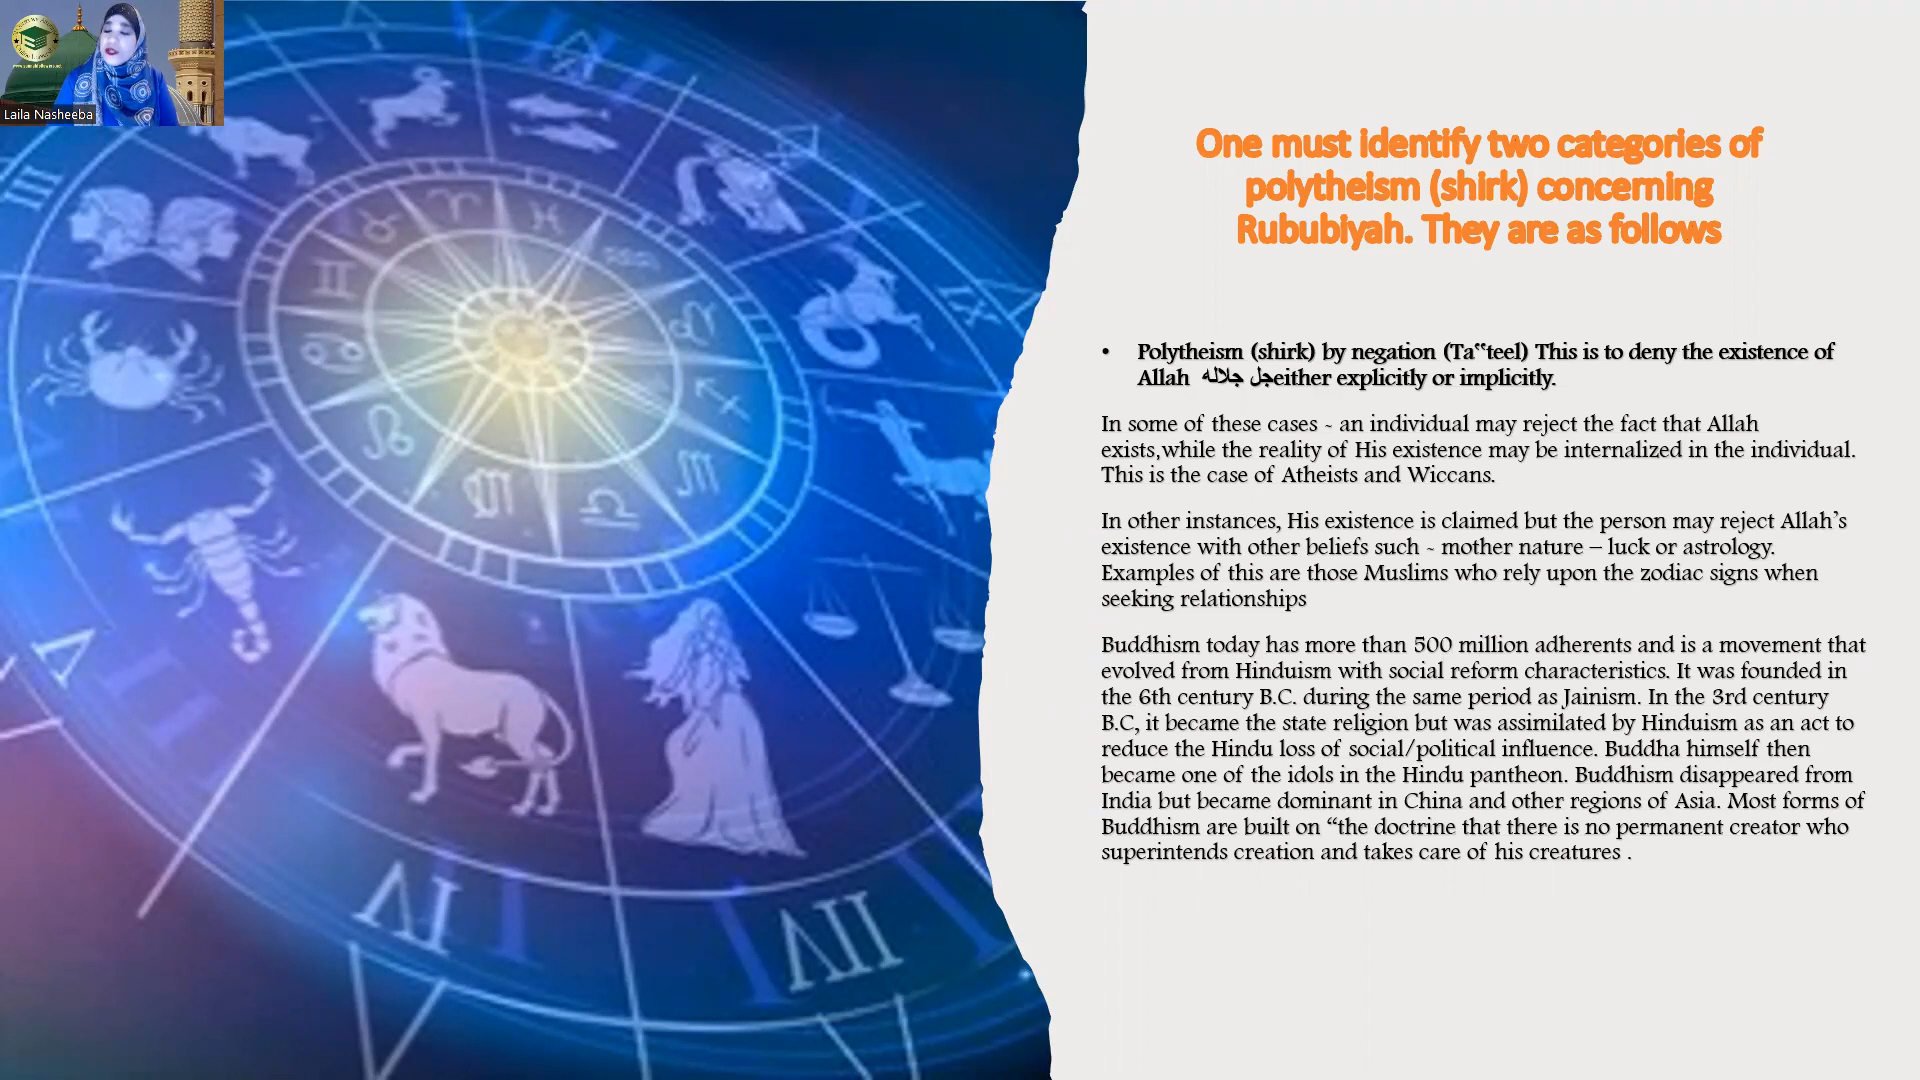 Laila Nasheeba
One must identify two categories of
polytheism (shirk) concerning
Rububiyah. They are as follows
• Polytheism (shirk) by negation (Ta‟teel) This is to deny the existence of
Allah جل جلاله either explicitly or implicitly.
In some of these cases - an individual may reject the fact that Allah
exists,while the reality of His existence may be internalized in the individual.
This is the case of Atheists and Wiccans.
In other instances, His existence is claimed but the person may reject Allah’s
existence with other beliefs such - mother nature – luck or astrology.
Examples of this are those Muslims who rely upon the zodiac signs when
seeking relationships
Buddhism today has more than 500 million adherents and is a movement that
evolved from Hinduism with social reform characteristics. It was founded in
the 6th century B.C. during the same period as Jainism. In the 3rd century
B.C, it became the state religion but was assimilated by Hinduism as an act to
reduce the Hindu loss of social/political influence. Buddha himself then
became one of the idols in the Hindu pantheon. Buddhism disappeared from
India but became dominant in China and other regions of Asia. Most forms of
Buddhism are built on “the doctrine that there is no permanent creator who
superintends creation and takes care of his creatures .